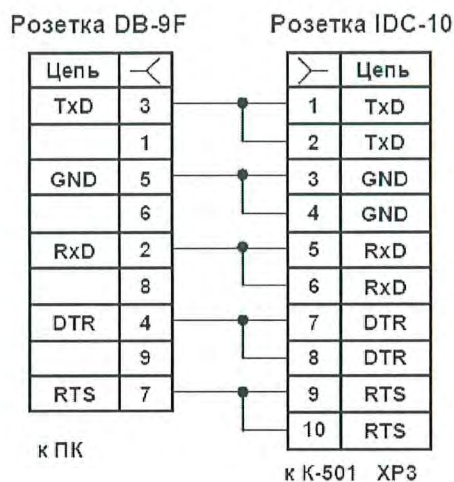 Розетка DB-9F Розетка IDC-10
Цепь Цепь
TxD 3 1 TxD
1 2 TxD
GND 5 3 GND
6 4 GND
RxD 2 5 RxD
8 6 RxD
DTR 4 7 DTR
9 8 DTR
RTS 7 9 RTS
10 RTS
к ПК
к К-501 XP3